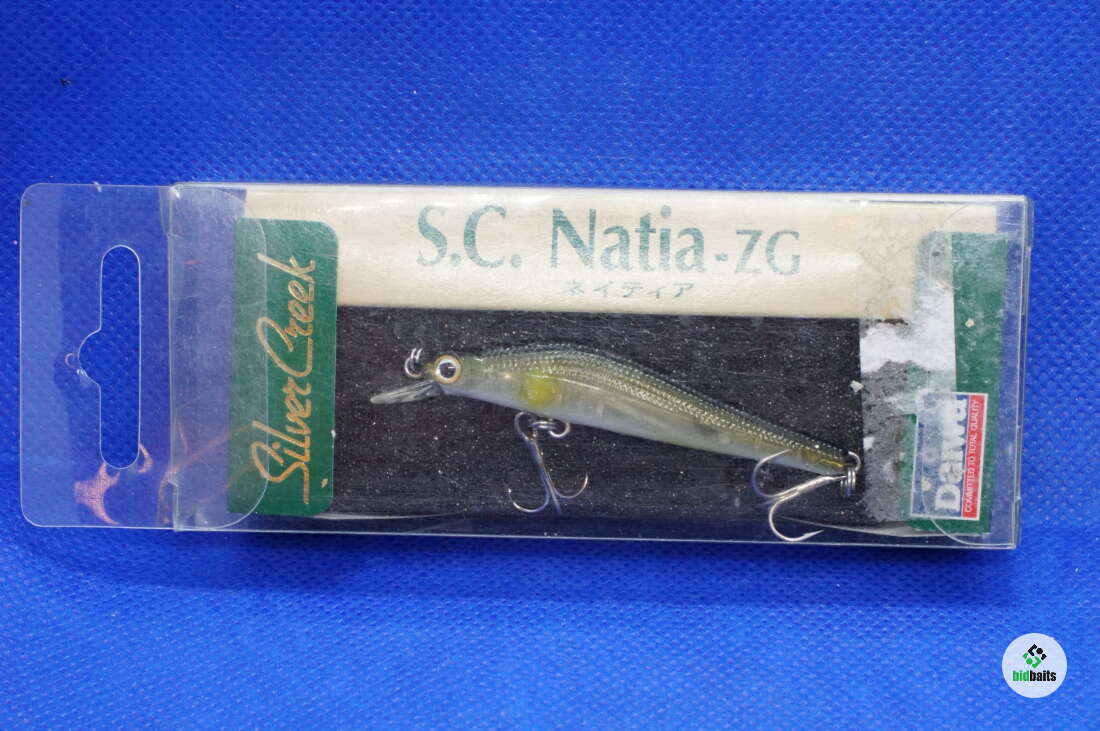 S.C. Natia-ZG
ネイティア
Silver Creek
Daiwa
COMMITTED TO TOTAL QUALITY
bidbaits